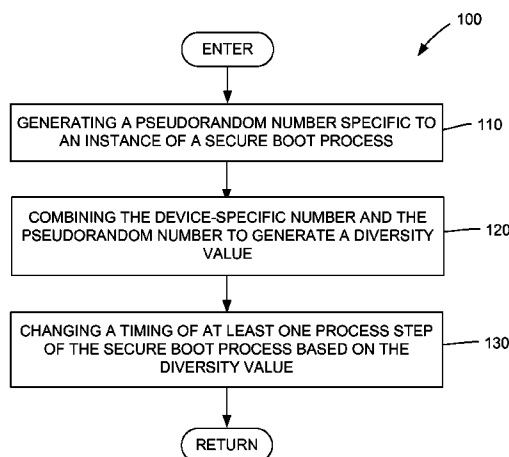 ENTER
100
GENERATING A PSEUDORANDOM NUMBER SPECIFIC TO
AN INSTANCE OF A SECURE BOOT PROCESS
110
COMBINING THE DEVICE-SPECIFIC NUMBER AND THE
PSEUDORANDOM NUMBER TO GENERATE A DIVERSITY
VALUE
120
CHANGING A TIMING OF AT LEAST ONE PROCESS STEP
OF THE SECURE BOOT PROCESS BASED ON THE
DIVERSITY VALUE
130
RETURN